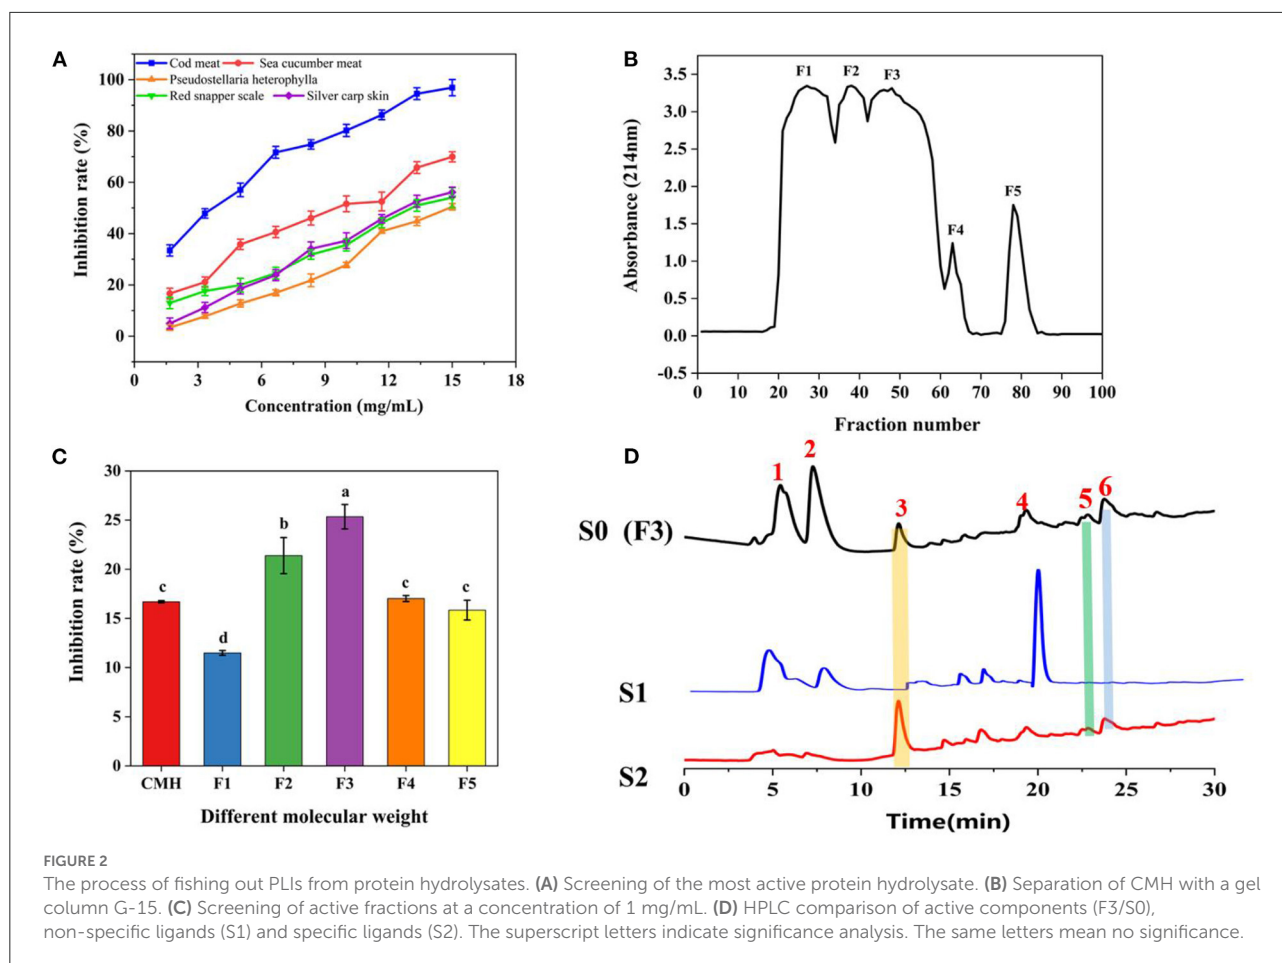 A
Cod meat
Sea cucumber meat
Pseudostellaria heterophylla
Red snapper scale
Silver carp skin
100
80
60
40
20
0
Inhibition rate (%)
0 3 6 9 12 15 18
Concentration (mg/mL)
B
3.5
3.0
2.5
2.0
1.5
1.0
0.5
0.0
-0.5
Absorbance (214nm)
F1
F2
F3
F4
F5
0 10 20 30 40 50 60 70 80 90 100
Fraction number
C
30
25
20
15
10
5
0
Inhibition rate (%)
c
d
b
a
c
c
CMH F1 F2 F3 F4 F5
Different molecular weight
D
1
2
3
4
5
6
S0 (F3)
S1
S2
0 5 10 15 20 25 30
Time(min)
FIGURE 2
The process of fishing out PLIs from protein hydrolysates. (A) Screening of the most active protein hydrolysate. (B) Separation of CMH with a gel
column G-15. (C) Screening of active fractions at a concentration of 1 mg/mL. (D) HPLC comparison of active components (F3/S0),
non-specific ligands (S1) and specific ligands (S2). The superscript letters indicate significance analysis. The same letters mean no significance.